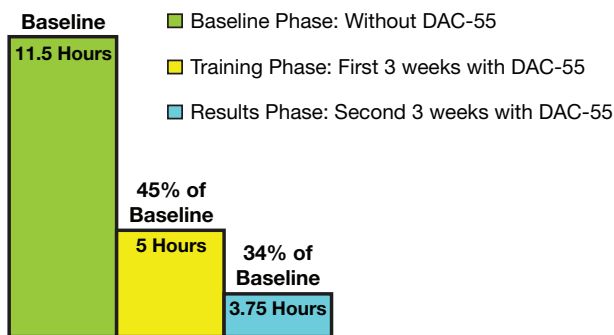 Baseline
11.5 Hours
Baseline Phase: Without DAC-55
Training Phase: First 3 weeks with DAC-55
Results Phase: Second 3 weeks with DAC-55
45% of
Baseline
5 Hours
34% of
Baseline
3.75 Hours